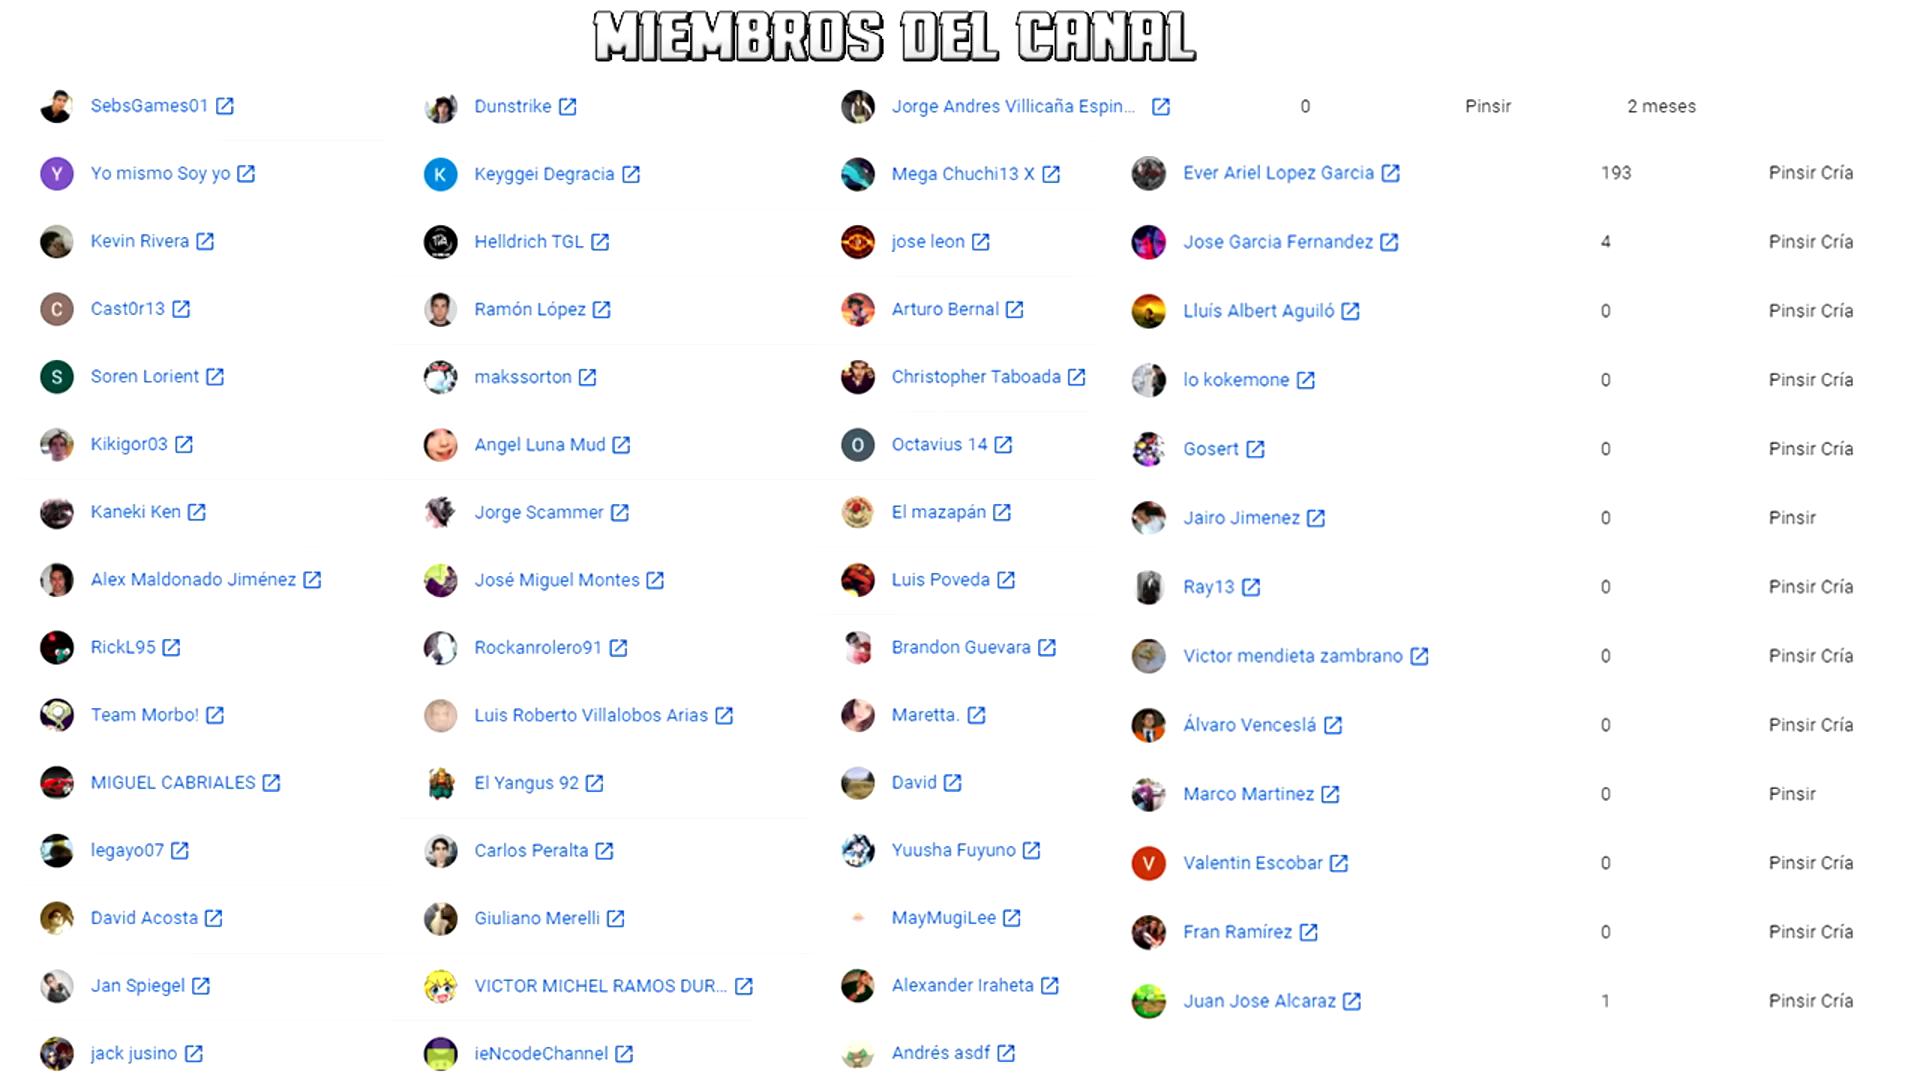 MIEMBROS DEL CANAL
SebsGames01 Dunstrike Jorge Andres Villicaña Espin... 0 Pinsir 2 meses
Y Yo mismo Soy yo K Keyggei Degracia Mega Chuchi13 X Ever Ariel Lopez Garcia 193 Pinsir Cría
Kevin Rivera Helldrich TGL jose leon Jose Garcia Fernandez 4 Pinsir Cría
C Cast0r13 Ramón López Arturo Bernal Lluís Albert Aguiló 0 Pinsir Cría
S Soren Lorient makssorton Christopher Taboada lo kokemone 0 Pinsir Cría
Kikigor03 Angel Luna Mud O Octavius 14 Gosert 0 Pinsir Cría
Kaneki Ken Jorge Scammer El mazapán Jairo Jimenez 0 Pinsir
Alex Maldonado Jiménez José Miguel Montes Luis Poveda Ray13 0 Pinsir Cría
RickL95 Rockanrolero91 Brandon Guevara Victor mendieta zambrano 0 Pinsir Cría
Team Morbo! Luis Roberto Villalobos Arias Maretta. Álvaro Venceslá 0 Pinsir Cría
MIGUEL CABRIALES El Yangus 92 David Marco Martinez 0 Pinsir
legayo07 Carlos Peralta Yuusha Fuyuno V Valentin Escobar 0 Pinsir Cría
David Acosta Giuliano Merelli MayMugiLee Fran Ramírez 0 Pinsir Cría
Jan Spiegel VICTOR MICHEL RAMOS DUR... Alexander Iraheta Juan Jose Alcaraz 1 Pinsir Cría
jack jusino ieNcodeChannel Andrés asdf